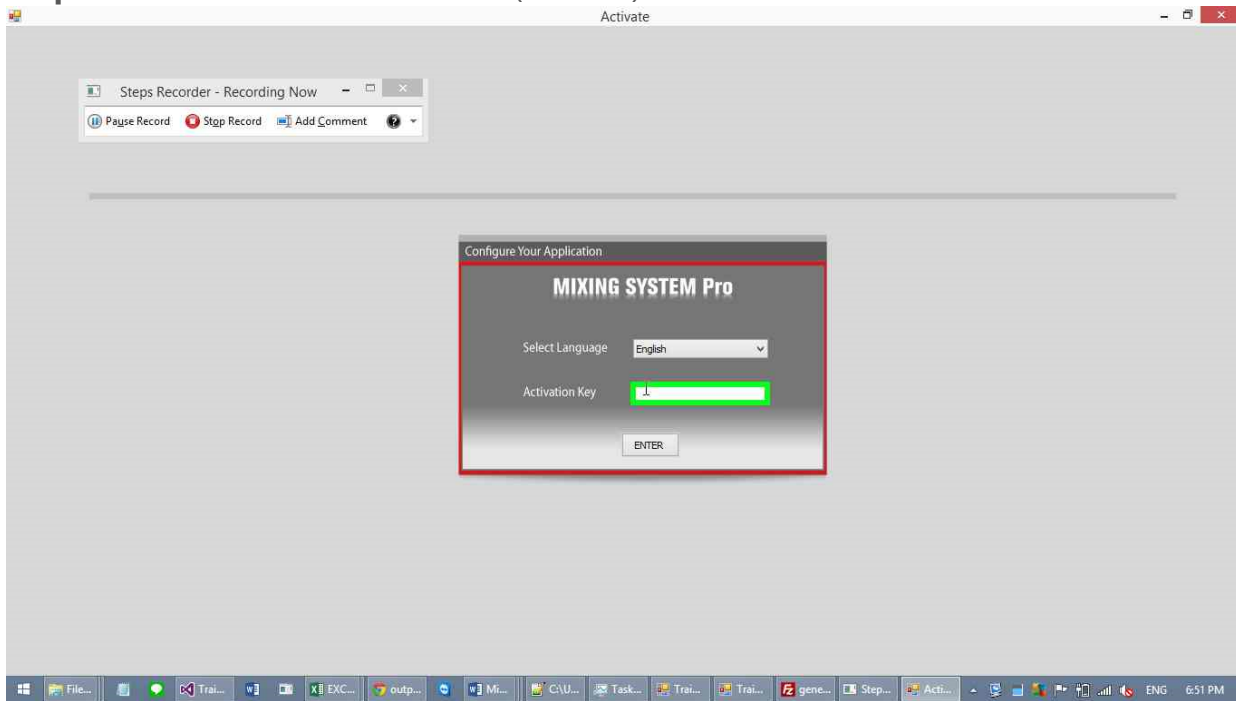 Activate
Steps Recorder - Recording Now
Pause Record Stop Record Add Comment
Configure Your Application
MIXING SYSTEM Pro
Select Language English
Activation Key
ENTER
File... Trai... EXC... outp... Mi... C:\U... Task... Trai... Trai... gene... Step... Acti... ENG 6:51 PM